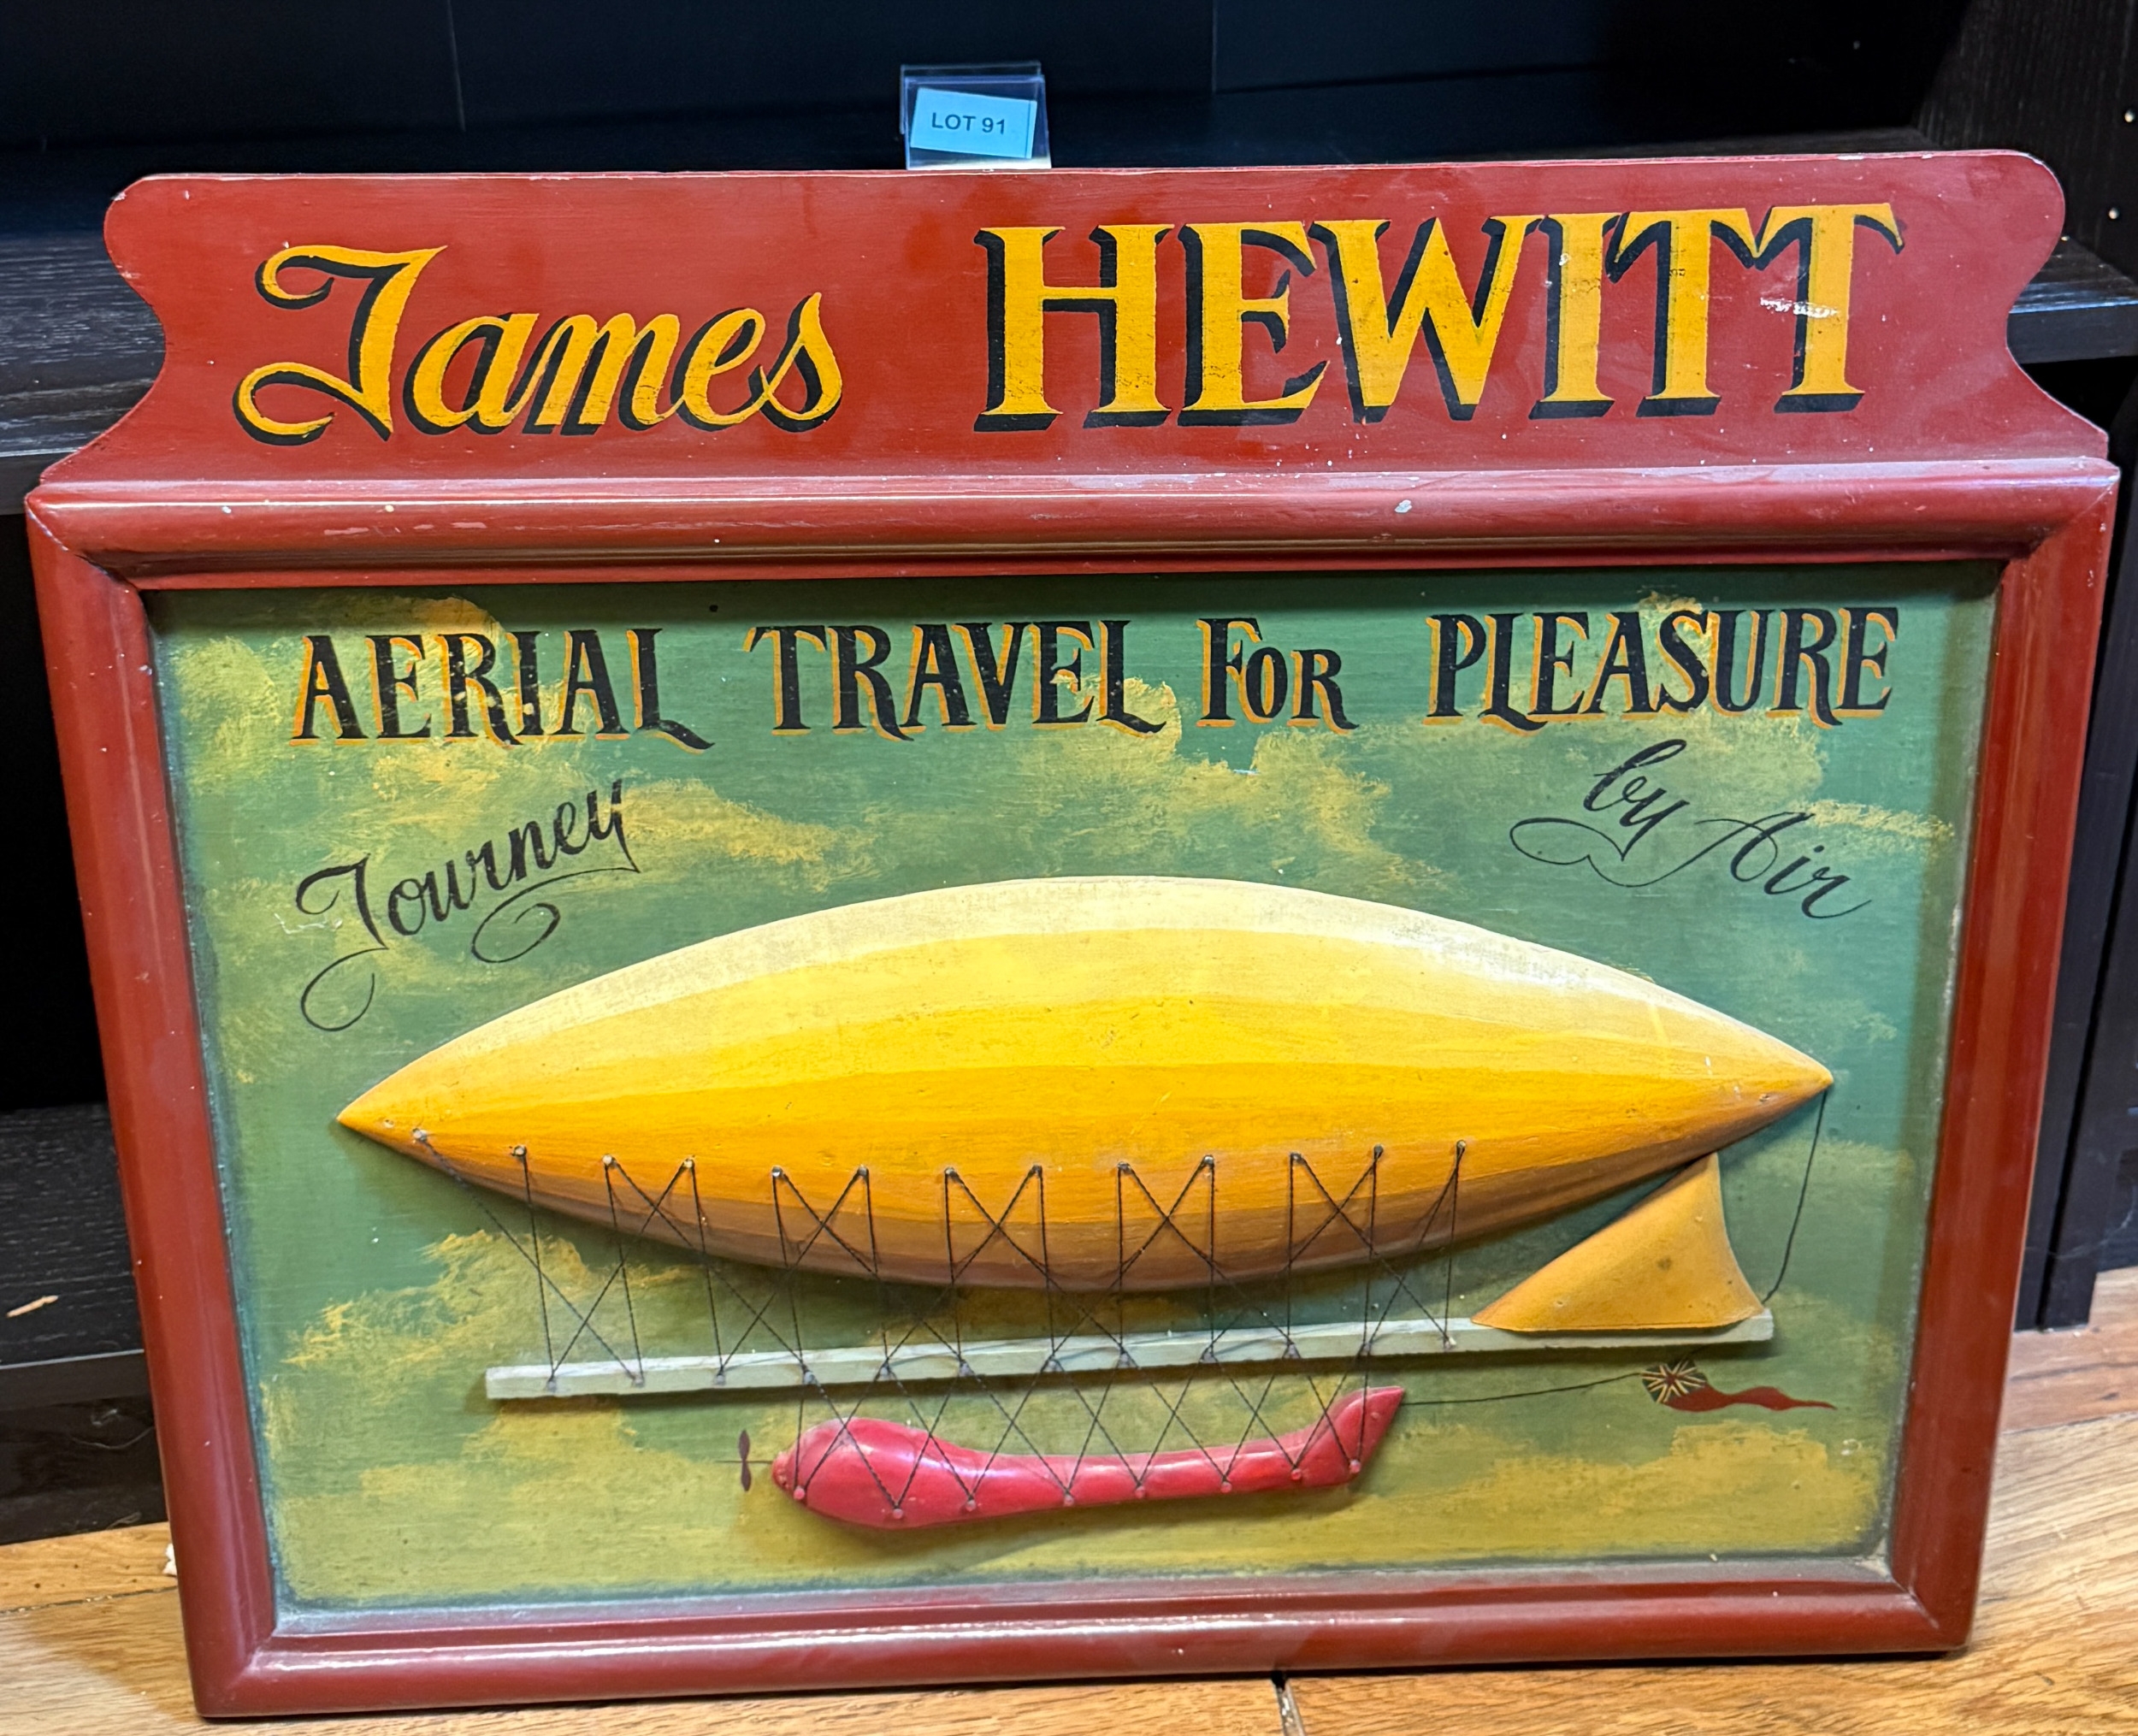 LOT 91
James HEWITT
AERIAL TRAVEL FOR PLEASURE
Journey
by Air